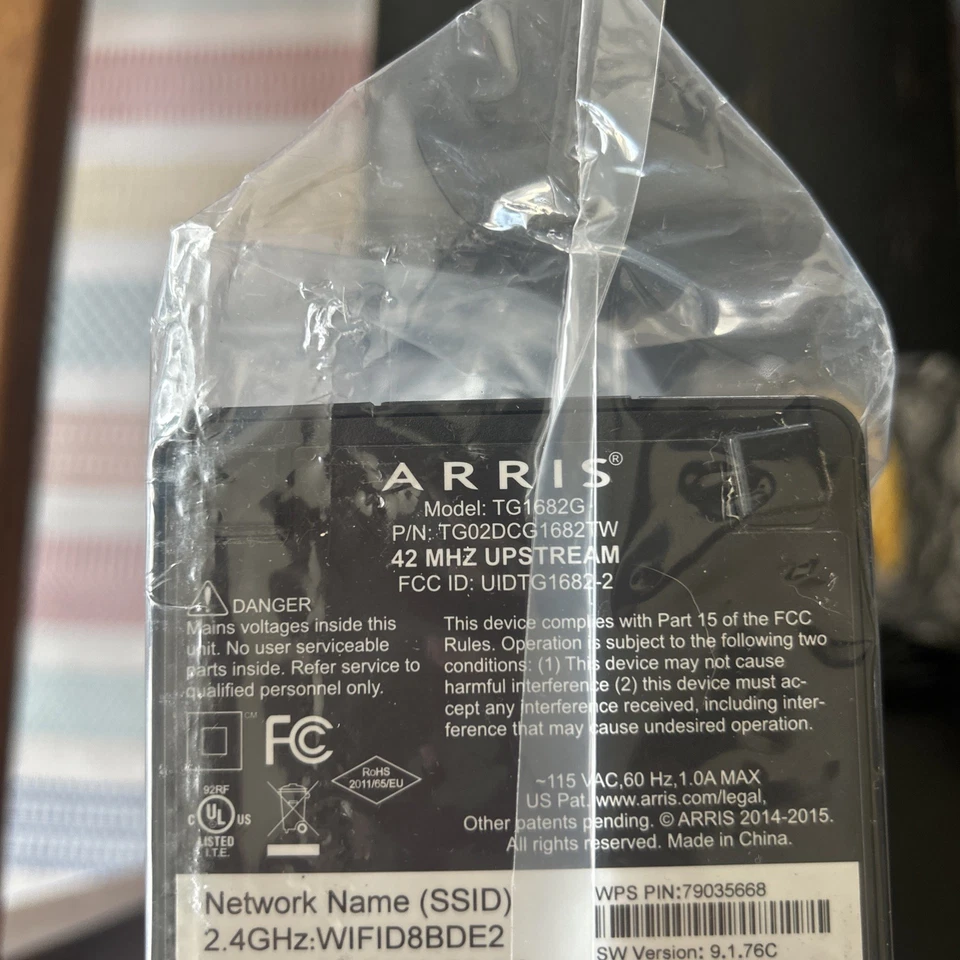 ARRIS®
Model: TG1682G
P/N: TG02DCG1682TW
42 MHZ UPSTREAM
FCC ID: UIDTG1682-2
DANGER
Mains voltages inside this
unit. No user serviceable
parts inside. Refer service to
qualified personnel only.
This device complies with Part 15 of the FCC
Rules. Operation is subject to the following two
conditions: (1) This device may not cause
harmful interference (2) this device must ac-
cept any interference received, including inter-
ference that may cause undesired operation.
CM
FC
RoHS
2011/65/EU
92RF
C UL US
LISTED
I.T.E.
~115 VAC,60 Hz,1.0A MAX
US Pat. www.arris.com/legal,
Other patents pending. © ARRIS 2014-2015.
All rights reserved. Made in China.
Network Name (SSID)
2.4GHz:WIFID8BDE2
WPS PIN:79035668
SW Version: 9.1.76C